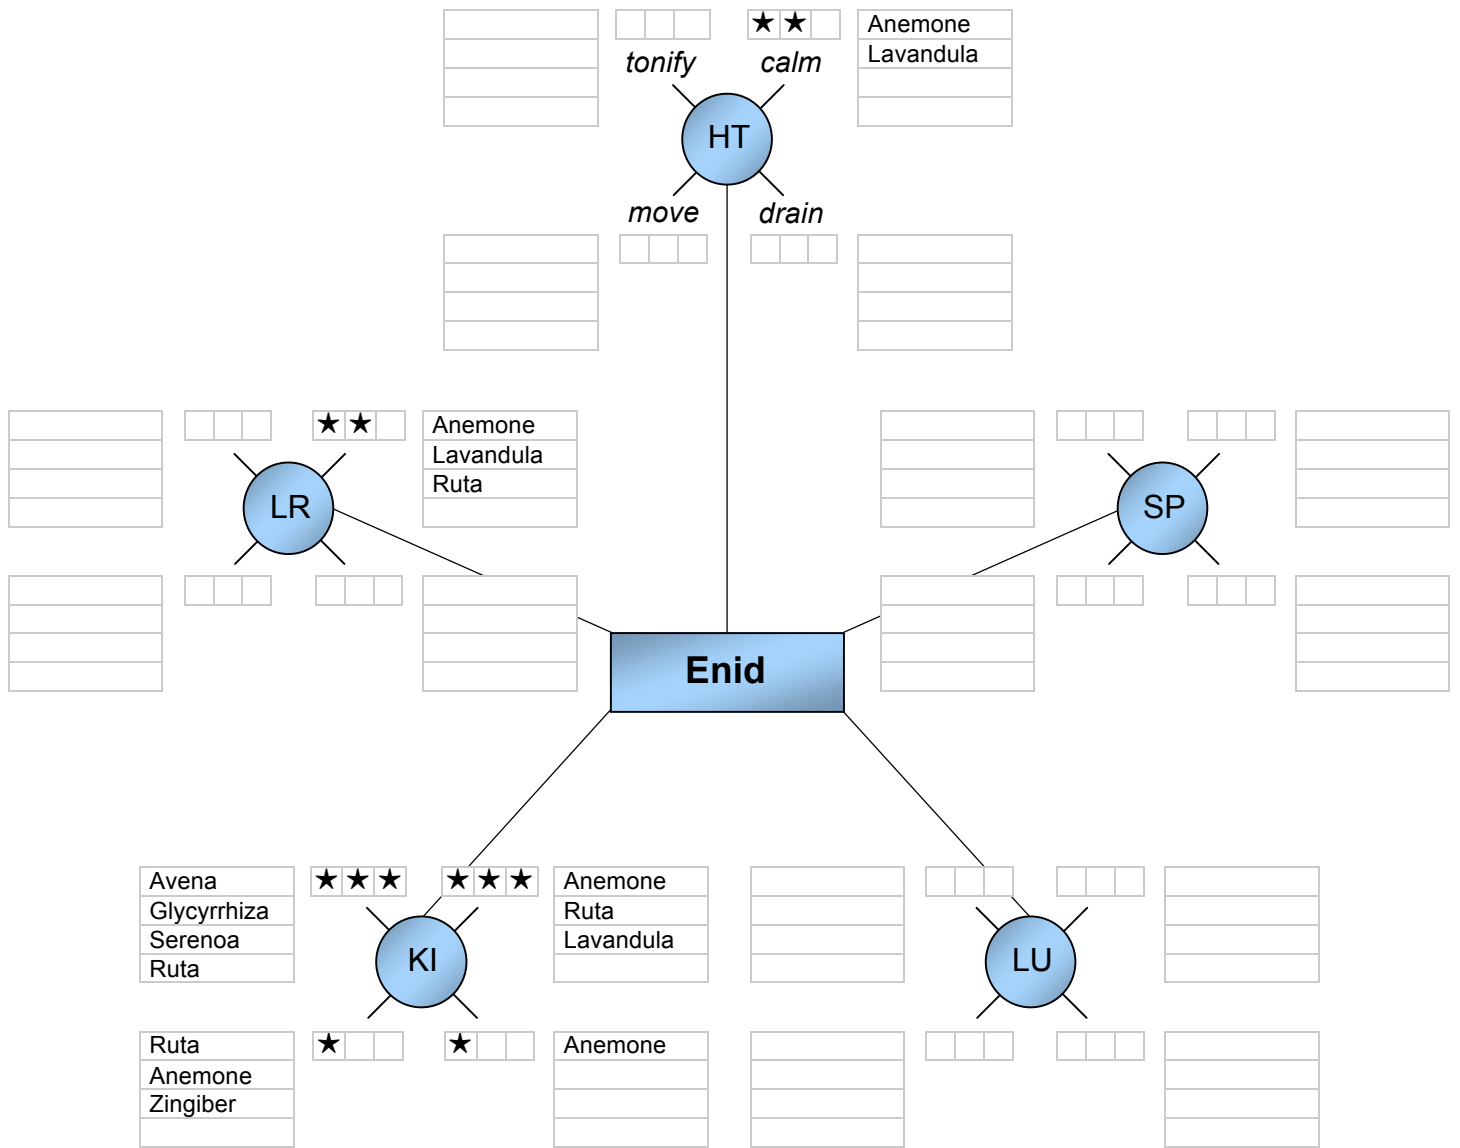 Anemone
Lavandula
tonify
calm
HT
move
drain
Anemone
Lavandula
Ruta
LR
SP
Enid
Avena
Glycyrrhiza
Serenoa
Ruta
KI
Anemone
Ruta
Lavandula
LU
Ruta
Anemone
Zingiber
Anemone